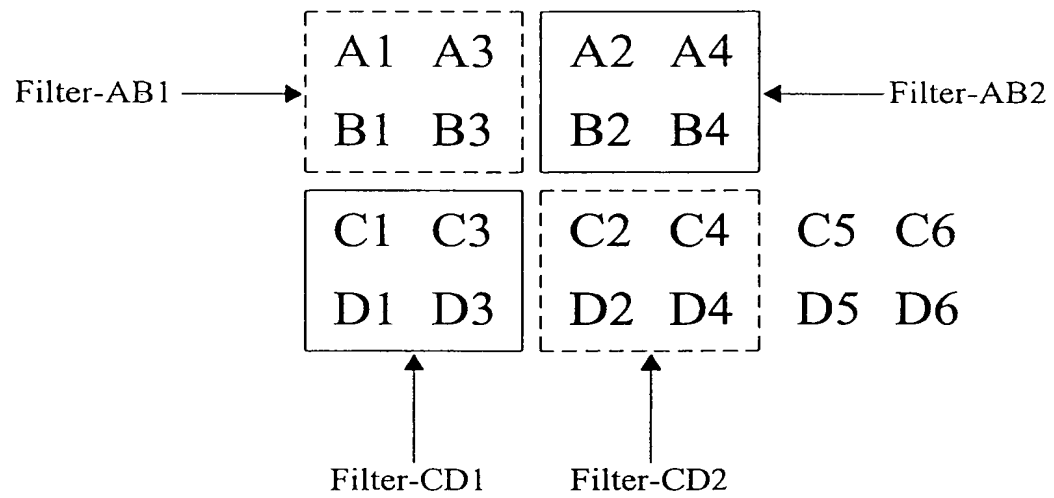 A1 A3 A2 A4
Filter-AB1 Filter-AB2
B1 B3 B2 B4
C1 C3 C2 C4 C5 C6
D1 D3 D2 D4 D5 D6
Filter-CD1 Filter-CD2